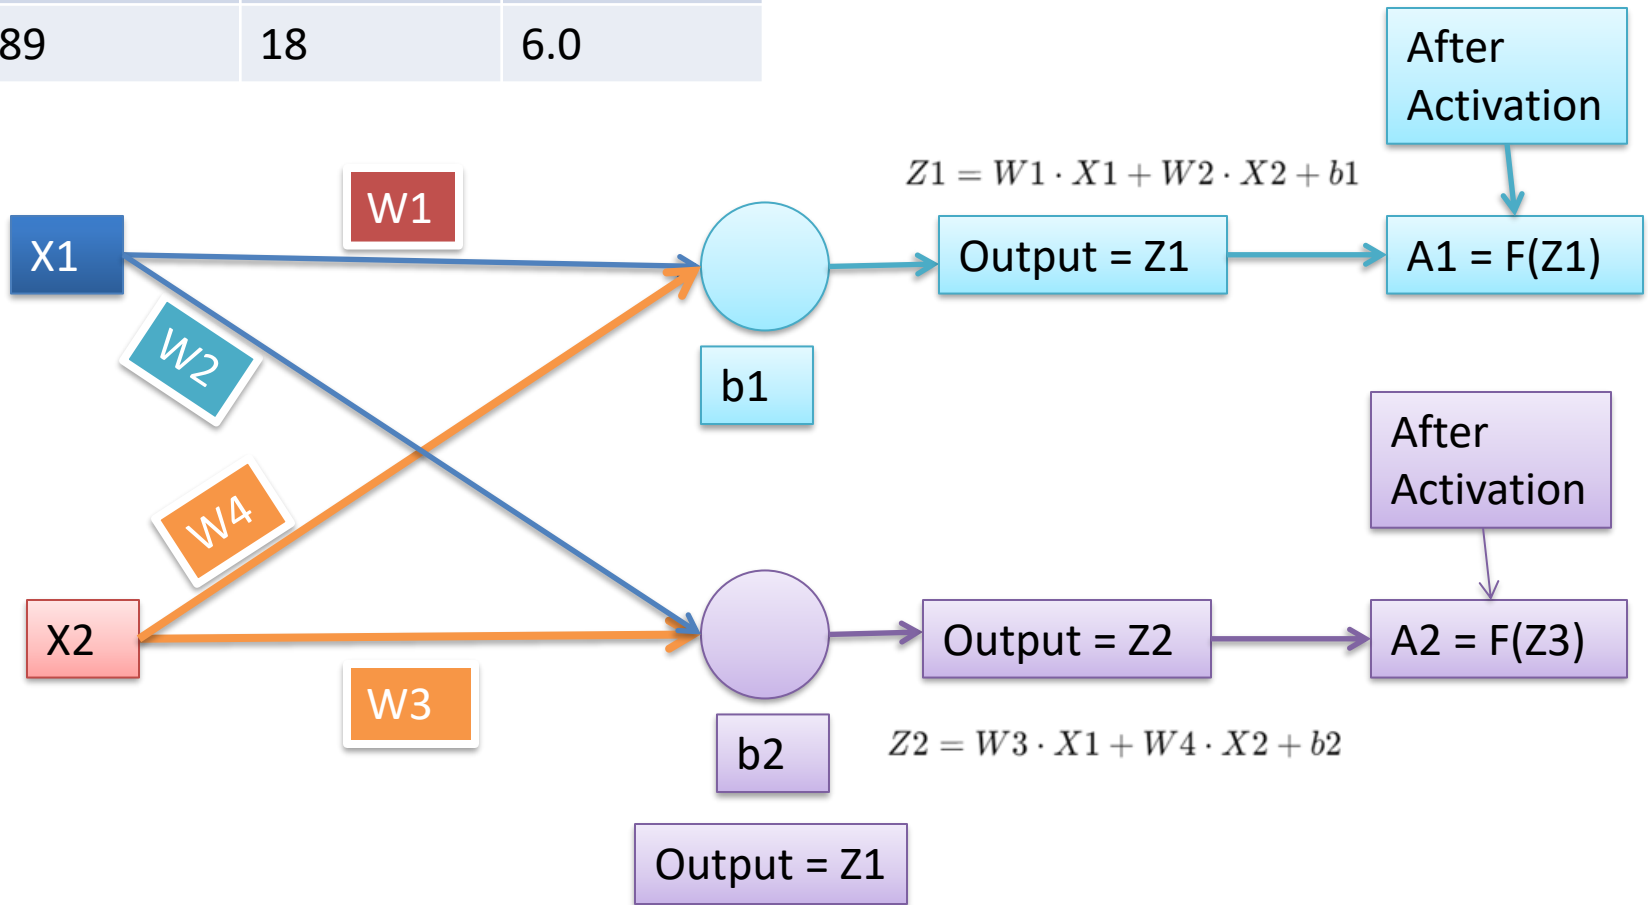 89 18 6.0
After
Activation
Z1 = W1 · X1 + W2 · X2 + b1
W1
X1
Output = Z1
A1 = F(Z1)
W2
b1
After
Activation
W4
X2
Output = Z2
A2 = F(Z3)
W3
b2
Z2 = W3 · X1 + W4 · X2 + b2
Output = Z1